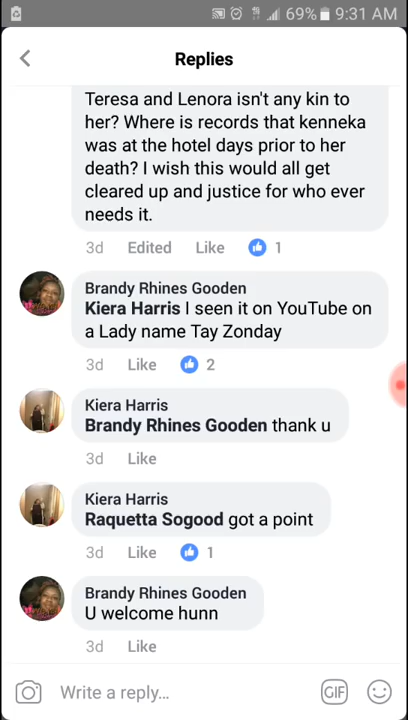 69% 9:31 AM
Replies
Teresa and Lenora isn't any kin to
her? Where is records that kenneka
was at the hotel days prior to her
death? I wish this would all get
cleared up and justice for who ever
needs it.
3d Edited Like 1
Brandy Rhines Gooden
Kiera Harris I seen it on YouTube on
a Lady name Tay Zonday
3d Like 2
Kiera Harris
Brandy Rhines Gooden thank u
3d Like
Kiera Harris
Raquetta Sogood got a point
3d Like 1
Brandy Rhines Gooden
U welcome hunn
3d Like
Write a reply...
GIF